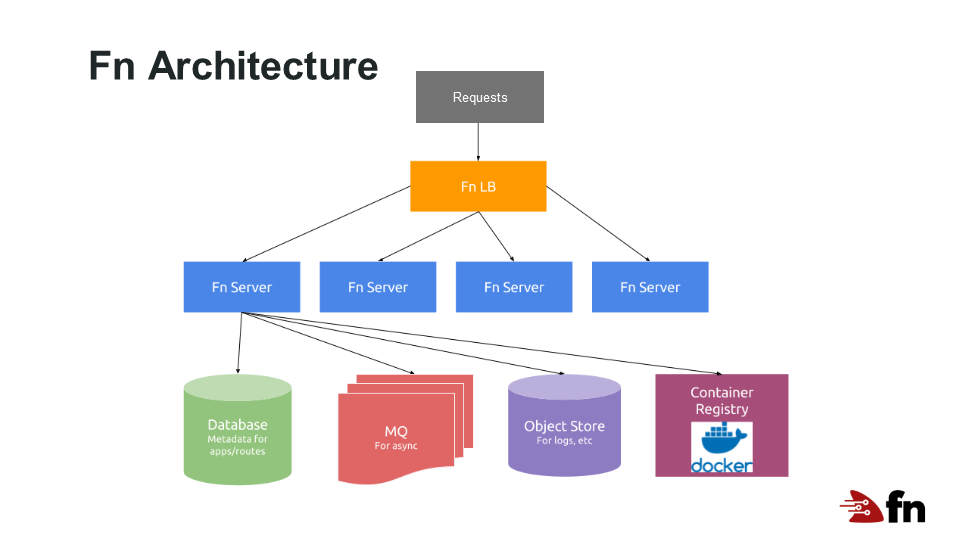 Fn Architecture
Requests
Fn LB
Fn Server
Fn Server
Fn Server
Fn Server
Database
Metadata for
apps/routes
MQ
For async
Object Store
For logs, etc
Container
Registry
docker
fn